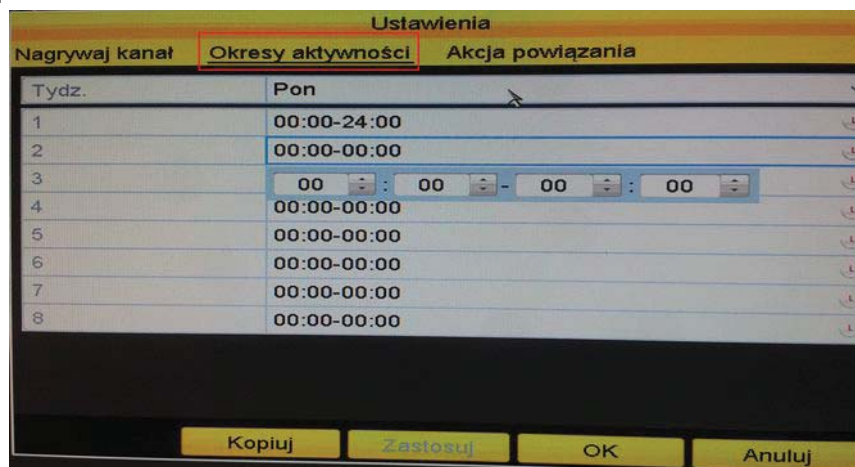 Ustawienia
Nagrywaj kanał Okresy aktywności Akcja powiązania
Tydz. Pon
1 00:00-24:00
2 00:00-00:00
3 00 : 00 - 00 : 00
4 00:00-00:00
5 00:00-00:00
6 00:00-00:00
7 00:00-00:00
8 00:00-00:00
Kopiuj Zastosuj OK Anuluj